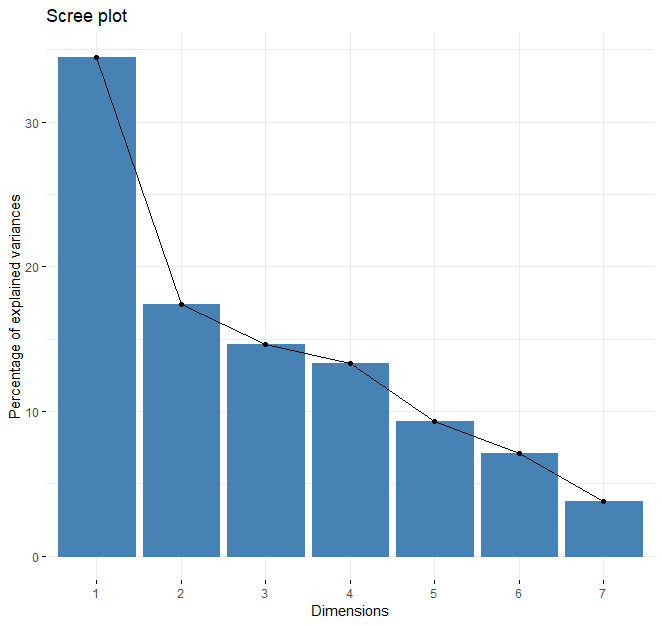 Scree plot
Percentage of explained variances
30
20
10
0
1 2 3 4 5 6 7
Dimensions